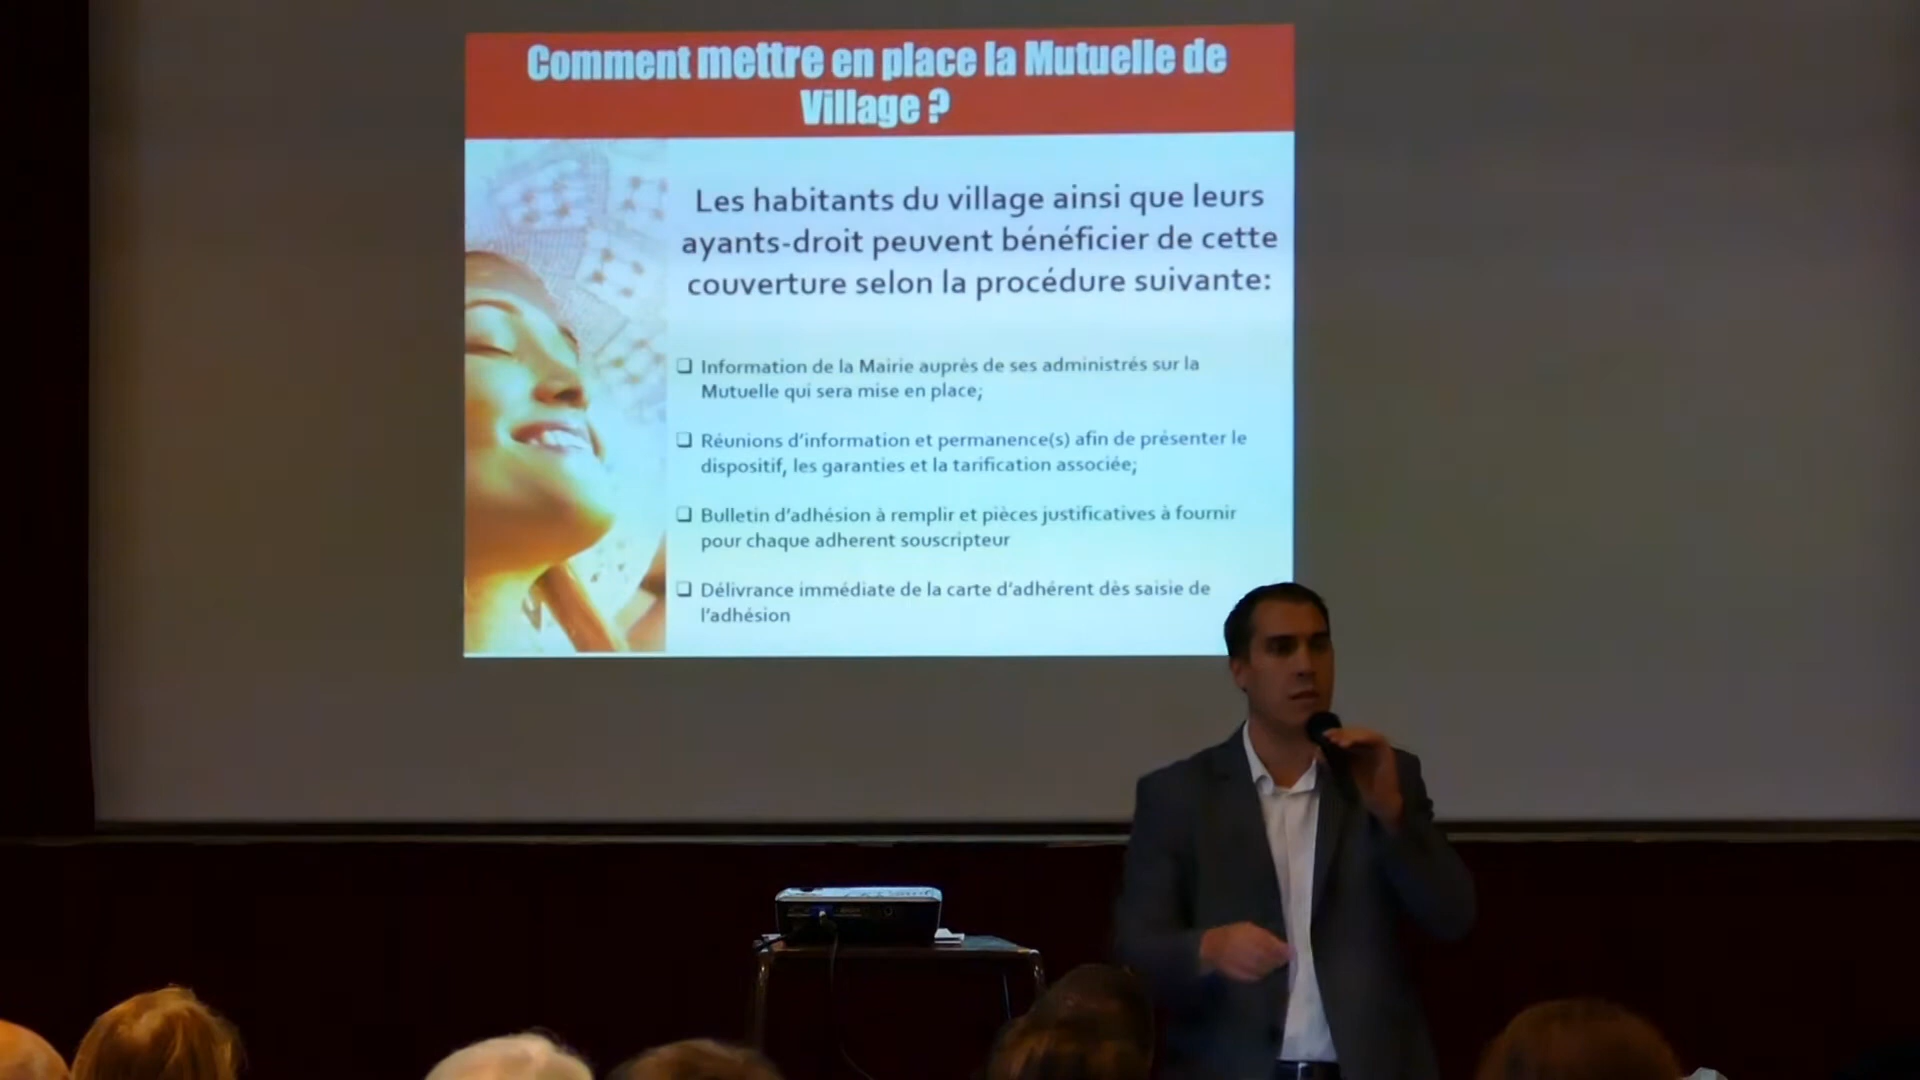 Comment mettre en place la Mutuelle de
Village ?
Les habitants du village ainsi que leurs
ayants-droit peuvent bénéficier de cette
couverture selon la procédure suivante:
❑ Information de la Mairie auprès de ses administrés sur la
Mutuelle qui sera mise en place;
❑ Réunions d'information et permanence(s) afin de présenter le
dispositif, les garanties et la tarification associée;
❑ Bulletin d'adhésion à remplir et pièces justificatives à fournir
pour chaque adherent souscripteur
❑ Délivrance immédiate de la carte d'adhérent dès saisie de
l'adhésion